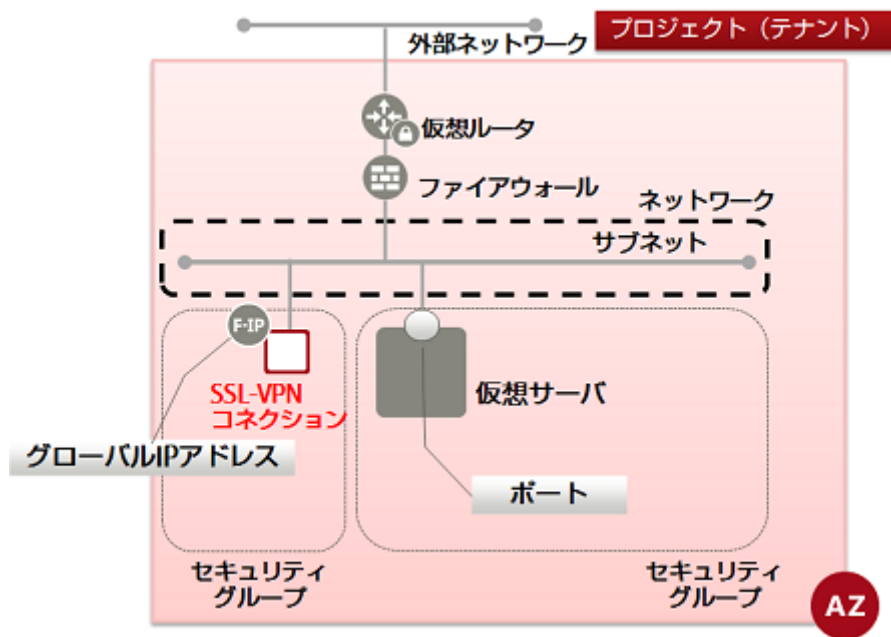 プロジェクト（テナント）
外部ネットワーク
仮想ルータ
ファイアウォール
ネットワーク
サブネット
F-IP
SSL-VPN
コネクション
仮想サーバ
グローバルIPアドレス
ポート
セキュリティ
グループ
セキュリティ
グループ
AZ